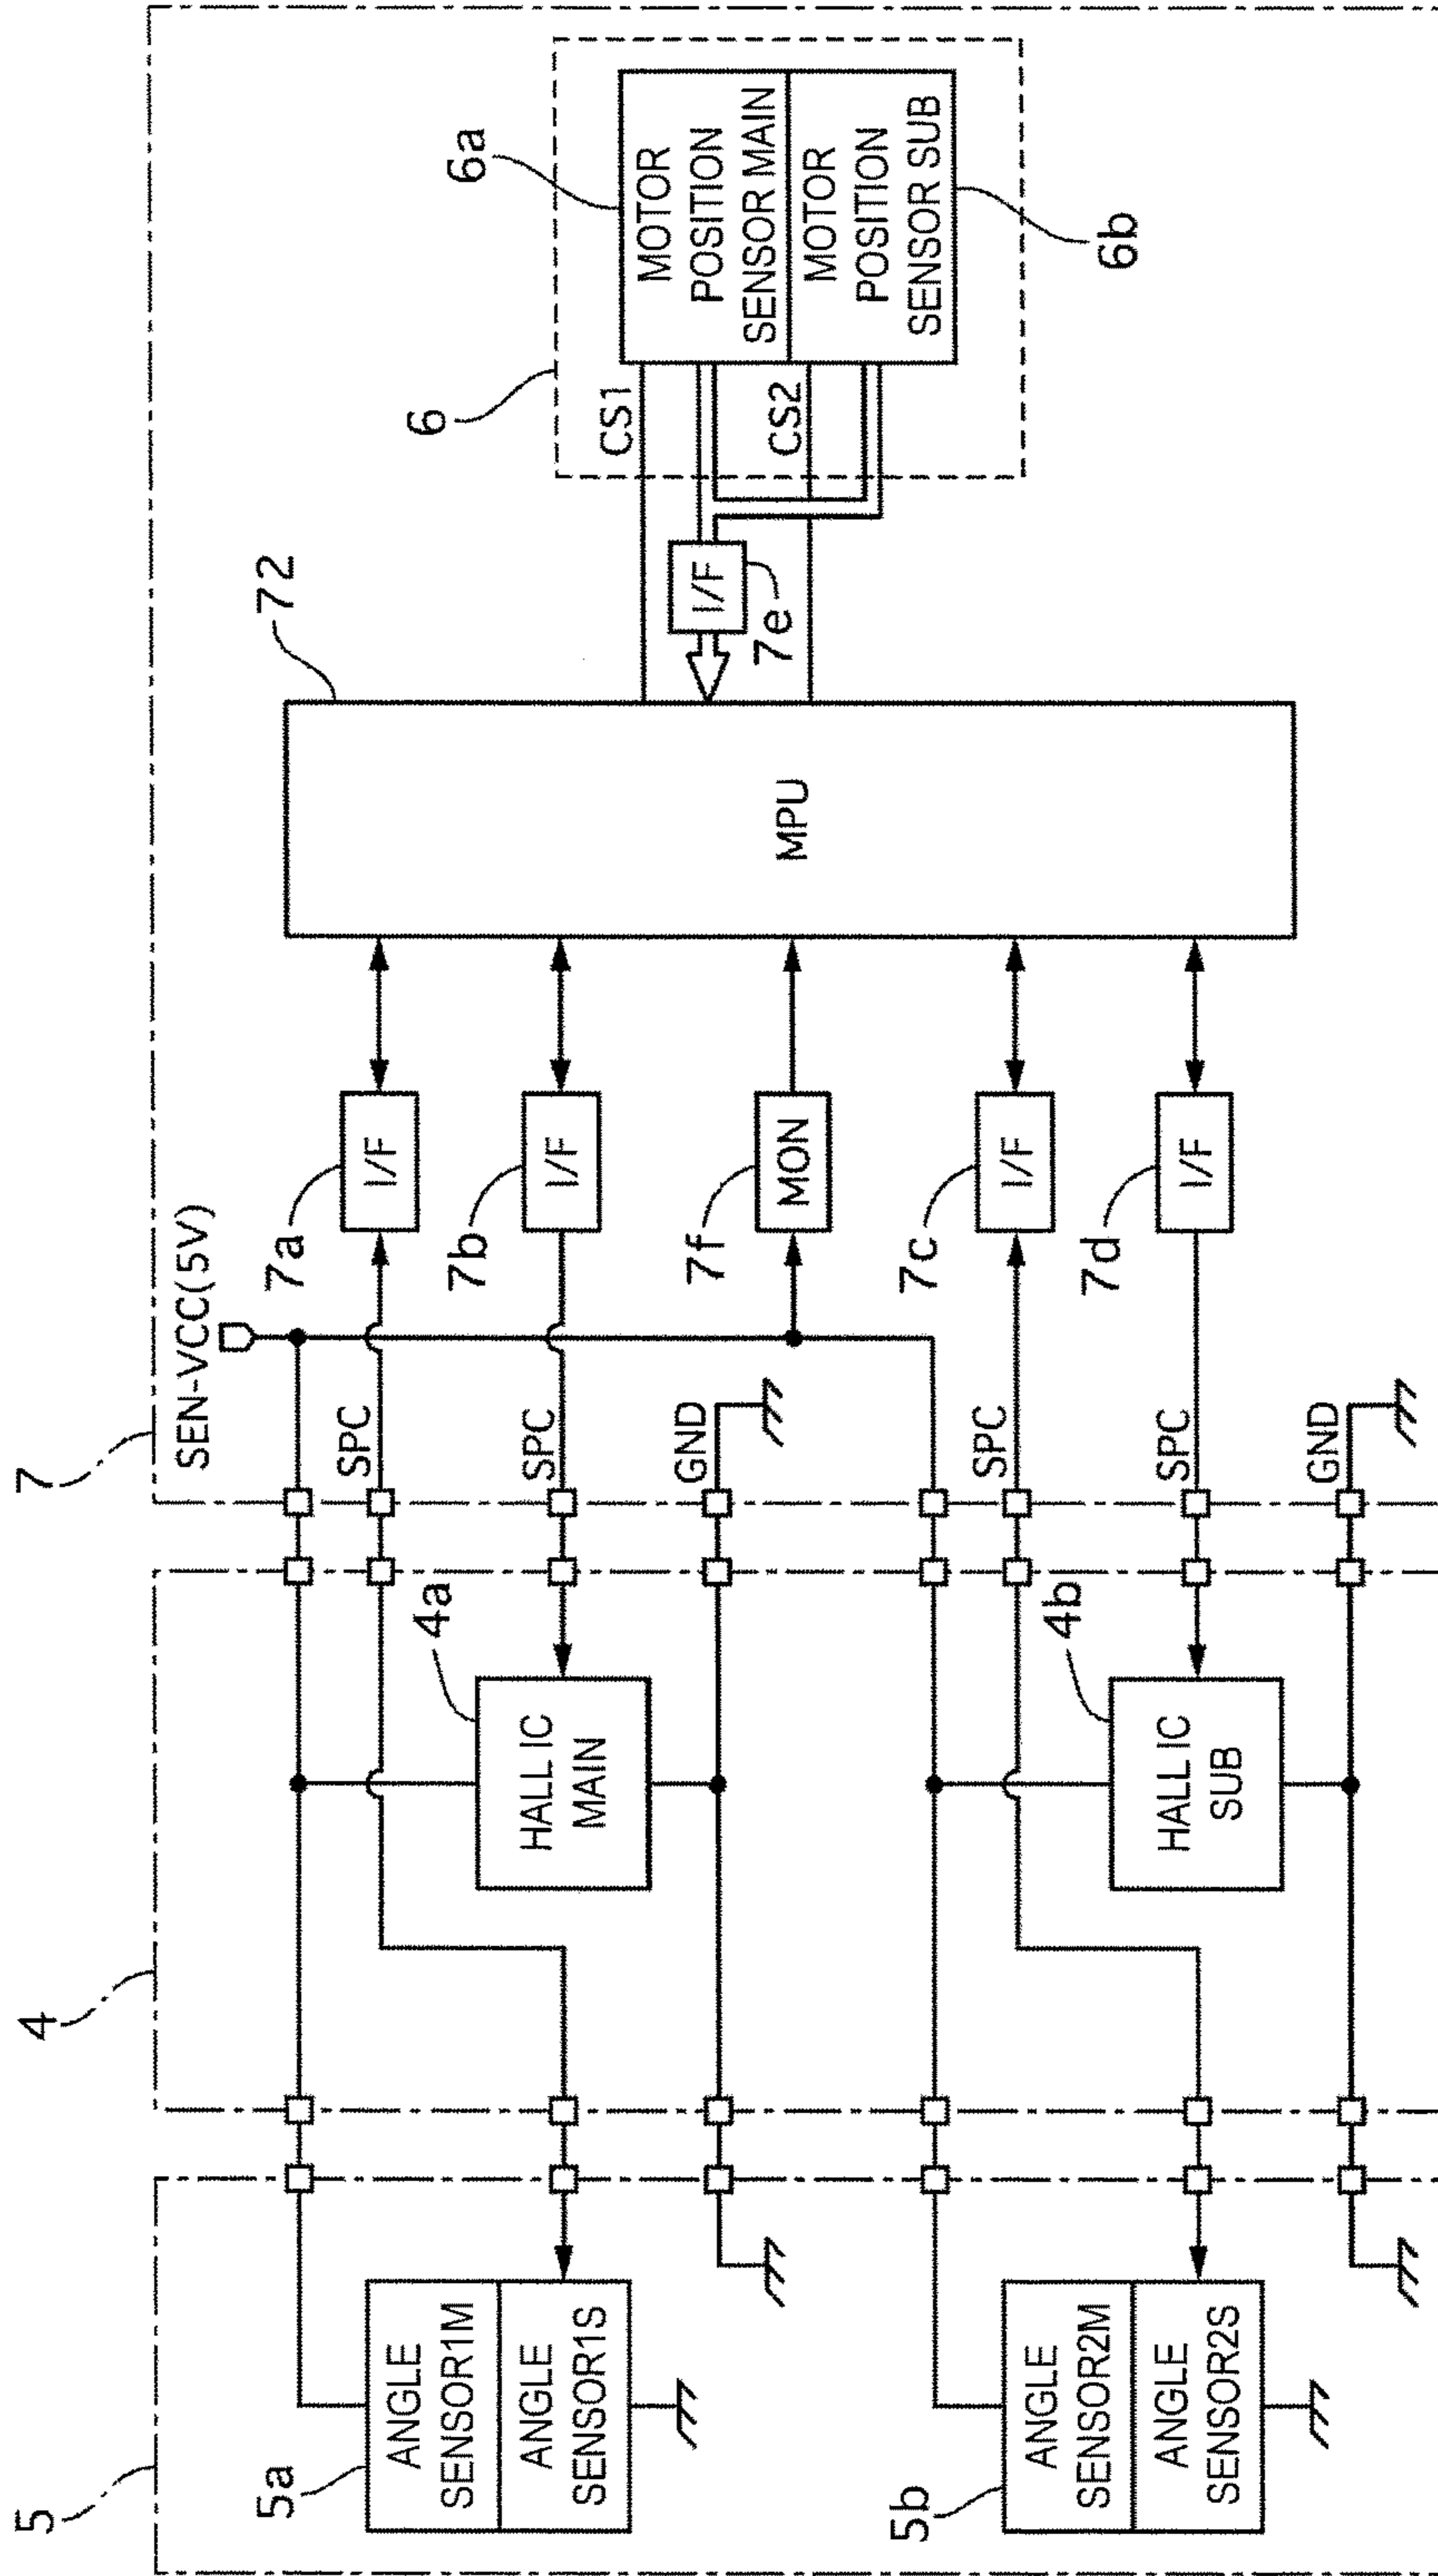 5
4
7
5a
ANGLE
SENSOR1M
ANGLE
SENSOR1S
5b
ANGLE
SENSOR2M
ANGLE
SENSOR2S
4a
HALL IC
MAIN
4b
HALL IC
SUB
SEN-VCC(5V)
SPC
SPC
GND
SPC
SPC
GND
7a
I/F
7b
I/F
7f
MON
7c
I/F
7d
I/F
72
MPU
I/F
7e
6
CS1
CS2
6a
MOTOR
POSITION
SENSOR MAIN
MOTOR
POSITION
SENSOR SUB
6b